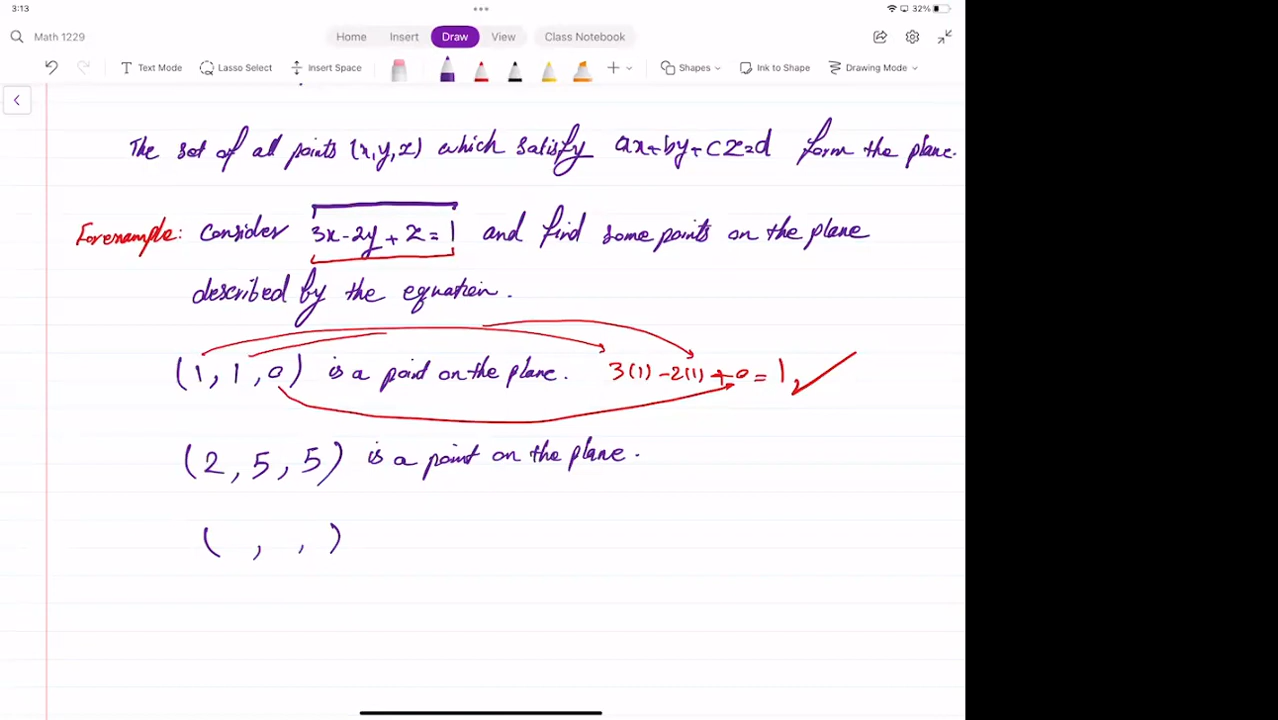 3:13
32%
Math 1229
Home Insert Draw View Class Notebook
Text Mode Lasso Select Insert Space Shapes Ink to Shape Drawing Mode
The set of all points (x,y,z) which satisfy ax+by+cz=d form the plane.
For example: Consider 3x-2y+z=1 and find some points on the plane
described by the equation.
(1, 1, 0) is a point on the plane. 3(1) -2(1) +0 = 1
(2, 5, 5) is a point on the plane.
( , , )